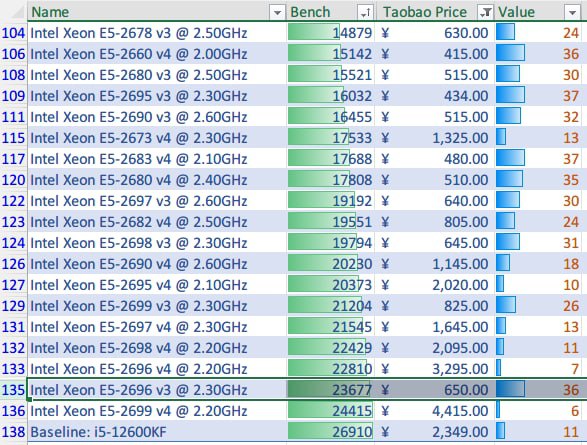 Name Bench Taobao Price Value
104 Intel Xeon E5-2678 v3 @ 2.50GHz 14879 ¥ 630.00 24
106 Intel Xeon E5-2660 v4 @ 2.00GHz 15142 ¥ 415.00 36
108 Intel Xeon E5-2680 v3 @ 2.50GHz 15521 ¥ 515.00 30
109 Intel Xeon E5-2695 v3 @ 2.30GHz 16032 ¥ 434.00 37
111 Intel Xeon E5-2690 v3 @ 2.60GHz 16455 ¥ 515.00 32
115 Intel Xeon E5-2673 v4 @ 2.30GHz 17533 ¥ 1,325.00 13
117 Intel Xeon E5-2683 v4 @ 2.10GHz 17688 ¥ 480.00 37
120 Intel Xeon E5-2680 v4 @ 2.40GHz 17808 ¥ 510.00 35
122 Intel Xeon E5-2697 v3 @ 2.60GHz 19192 ¥ 640.00 30
123 Intel Xeon E5-2682 v4 @ 2.50GHz 19551 ¥ 805.00 24
124 Intel Xeon E5-2698 v3 @ 2.30GHz 19794 ¥ 645.00 31
126 Intel Xeon E5-2690 v4 @ 2.60GHz 20230 ¥ 1,145.00 18
127 Intel Xeon E5-2695 v4 @ 2.10GHz 20373 ¥ 2,020.00 10
129 Intel Xeon E5-2699 v3 @ 2.30GHz 21204 ¥ 825.00 26
131 Intel Xeon E5-2697 v4 @ 2.30GHz 21545 ¥ 1,645.00 13
132 Intel Xeon E5-2698 v4 @ 2.20GHz 22429 ¥ 2,095.00 11
133 Intel Xeon E5-2696 v4 @ 2.20GHz 22810 ¥ 3,295.00 7
135 Intel Xeon E5-2696 v3 @ 2.30GHz 23677 ¥ 650.00 36
136 Intel Xeon E5-2699 v4 @ 2.20GHz 24415 ¥ 4,415.00 6
138 Baseline: i5-12600KF 26910 ¥ 2,349.00 11